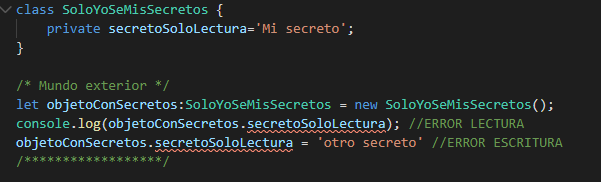 class SoloYoSeMisSecretos {
private secretoSoloLectura='Mi secreto';
}
/* Mundo exterior */
let objetoConSecretos:SoloYoSeMisSecretos = new SoloYoSeMisSecretos();
console.log(objetoConSecretos.secretoSoloLectura); //ERROR LECTURA
objetoConSecretos.secretoSoloLectura = 'otro secreto' //ERROR ESCRITURA
/******************/